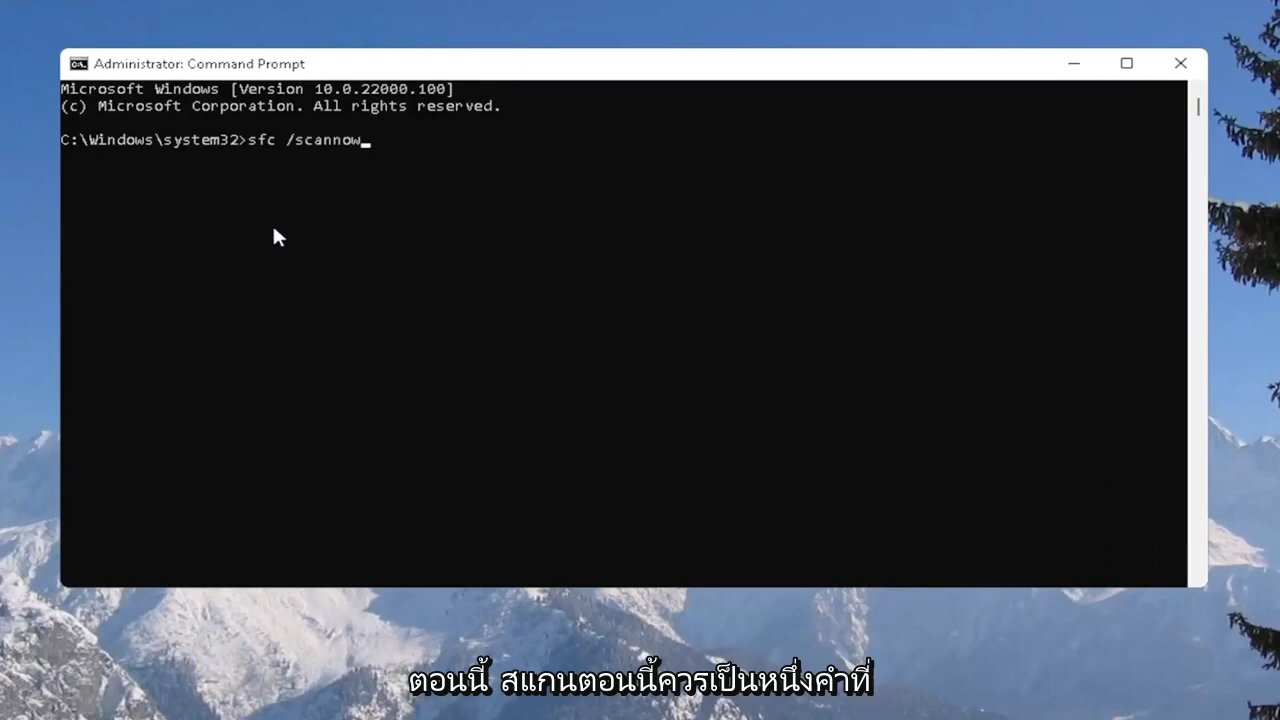 Administrator: Command Prompt
Microsoft Windows [Version 10.0.22000.100]
(c) Microsoft Corporation. All rights reserved.
C:\Windows\system32>sfc /scannow
ตอนนี้ สแกนตอนนี้ควรเป็นหนึ่งคำที่